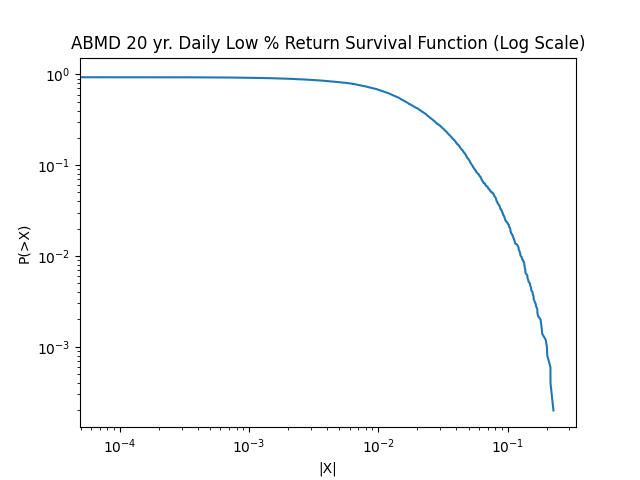 ABMD 20 yr. Daily Low % Return Survival Function (Log Scale)
10⁰
10⁻¹
10⁻²
10⁻³
P(>X)
10⁻⁴
10⁻³
10⁻²
10⁻¹
|X|